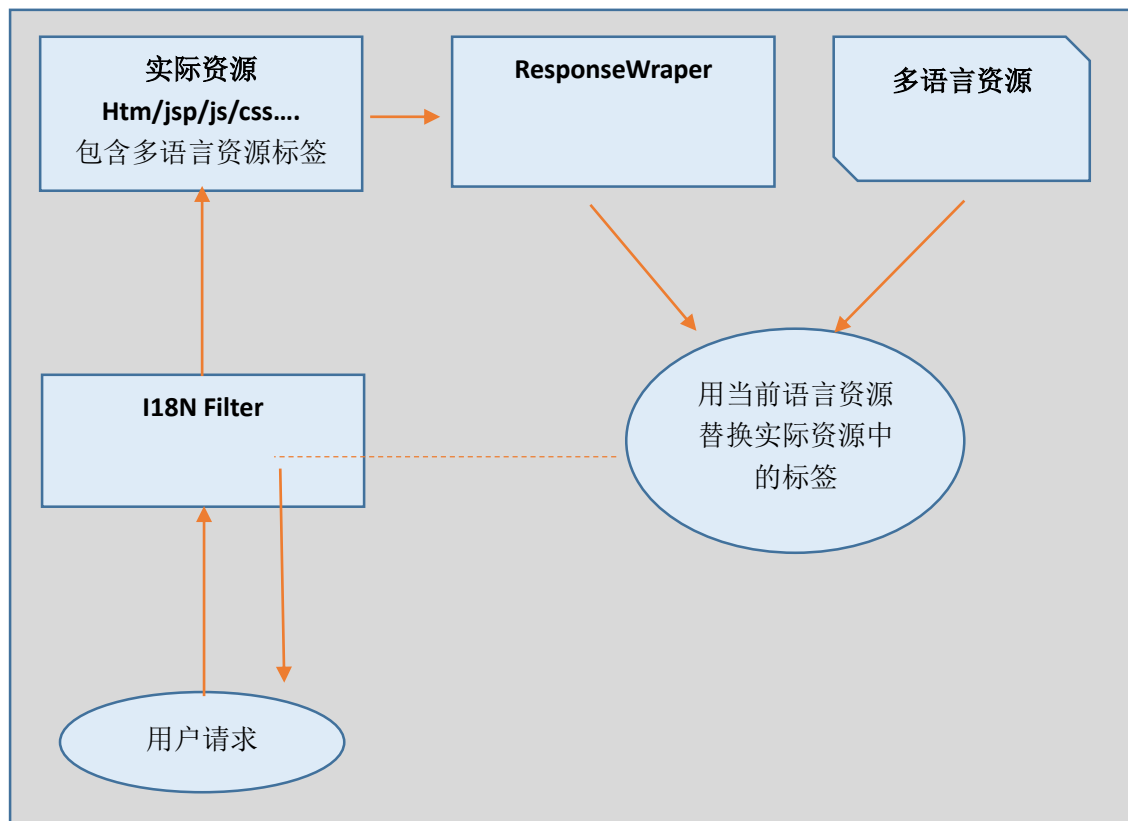 实际资源
Htm/jsp/js/css....
包含多语言资源标签
ResponseWraper
多语言资源
I18N Filter
用当前语言资源
替换实际资源中
的标签
用户请求